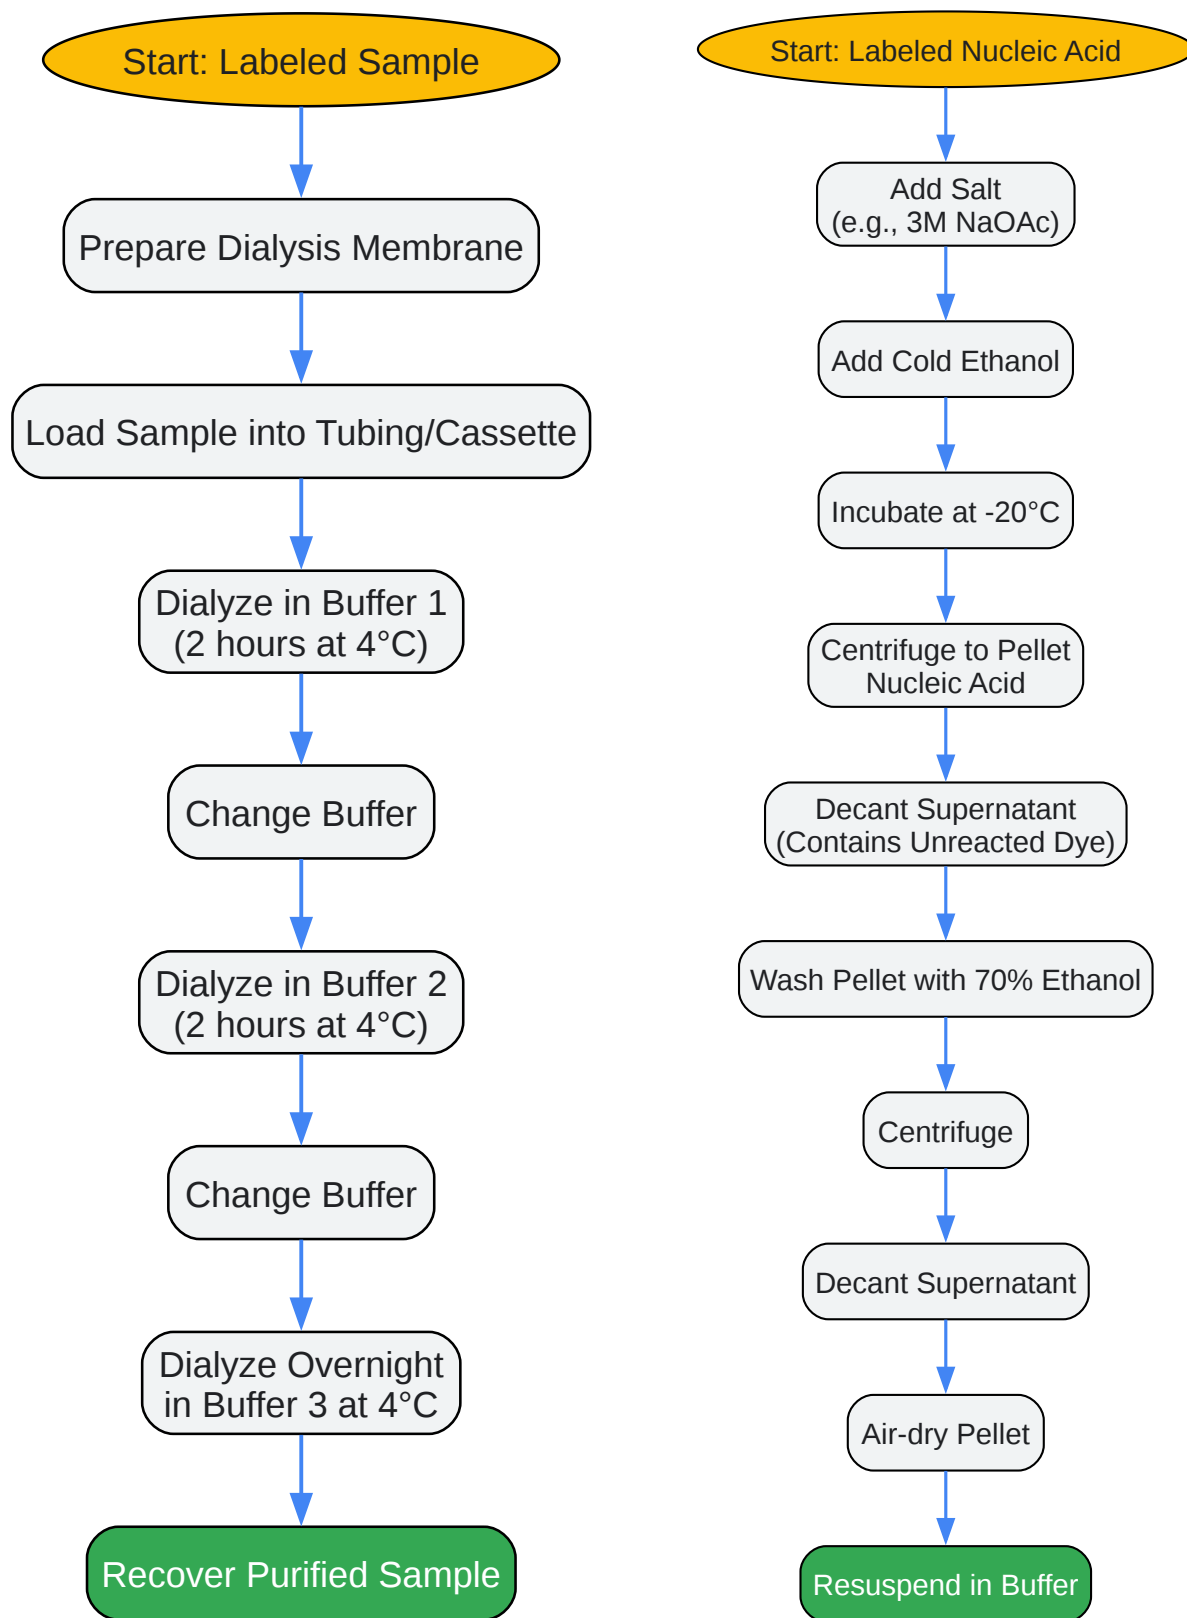 Start: Labeled Sample
Prepare Dialysis Membrane
Load Sample into Tubing/Cassette
Dialyze in Buffer 1
(2 hours at 4°C)
Change Buffer
Dialyze in Buffer 2
(2 hours at 4°C)
Change Buffer
Dialyze Overnight
in Buffer 3 at 4°C
Recover Purified Sample
Start: Labeled Nucleic Acid
Add Salt
(e.g., 3M NaOAc)
Add Cold Ethanol
Incubate at -20°C
Centrifuge to Pellet
Nucleic Acid
Decant Supernatant
(Contains Unreacted Dye)
Wash Pellet with 70% Ethanol
Centrifuge
Decant Supernatant
Air-dry Pellet
Resuspend in Buffer